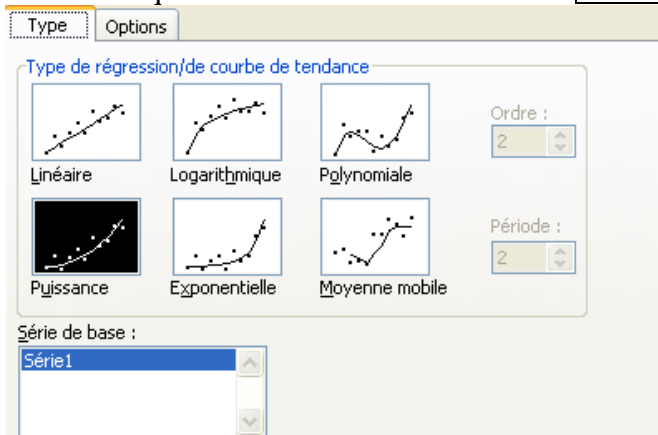 Type Options
Type de régression/de courbe de tendance
Linéaire Logarithmique Polynomiale
Ordre :
2
Puissance Exponentielle Moyenne mobile
Période :
2
Série de base :
Série1